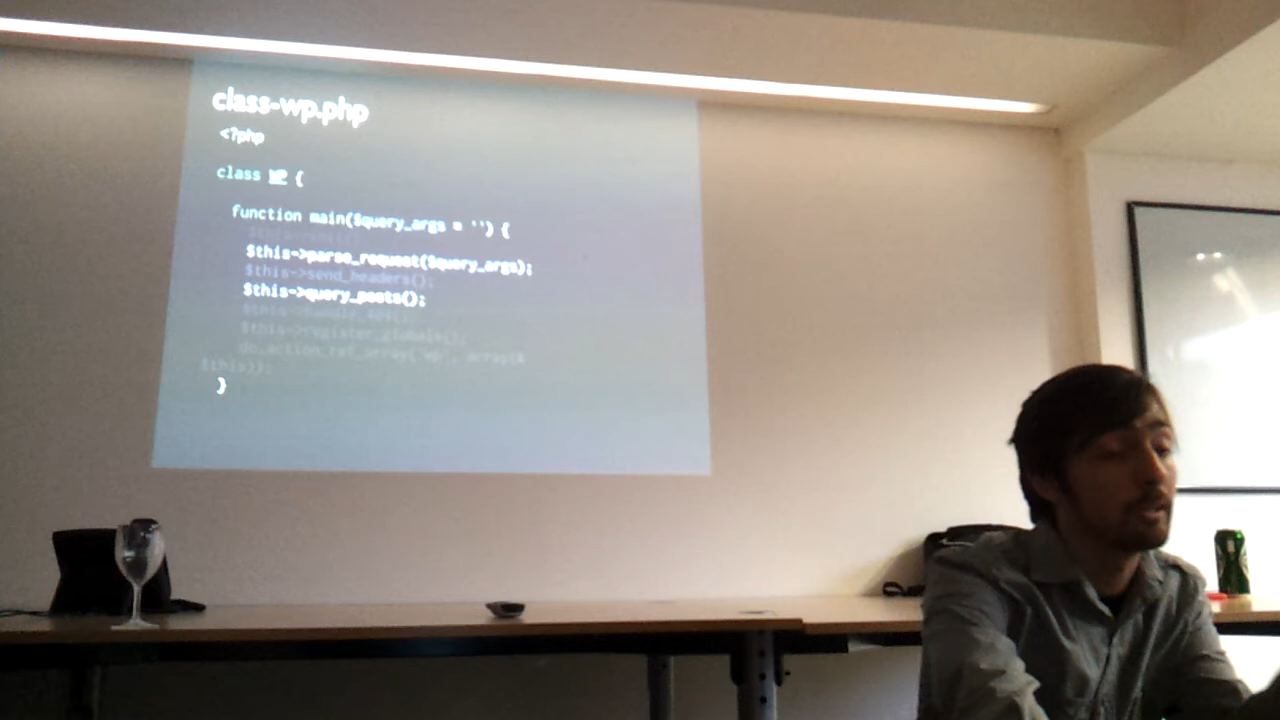 class-wp.php
<?php
class WP {
function main($query_args = '') {
$this->parse_request($query_args);
$this->send_headers();
$this->query_posts();
$this->handle_404();
$this->register_globals();
do_action_ref_array('wp', array(&
$this));
}